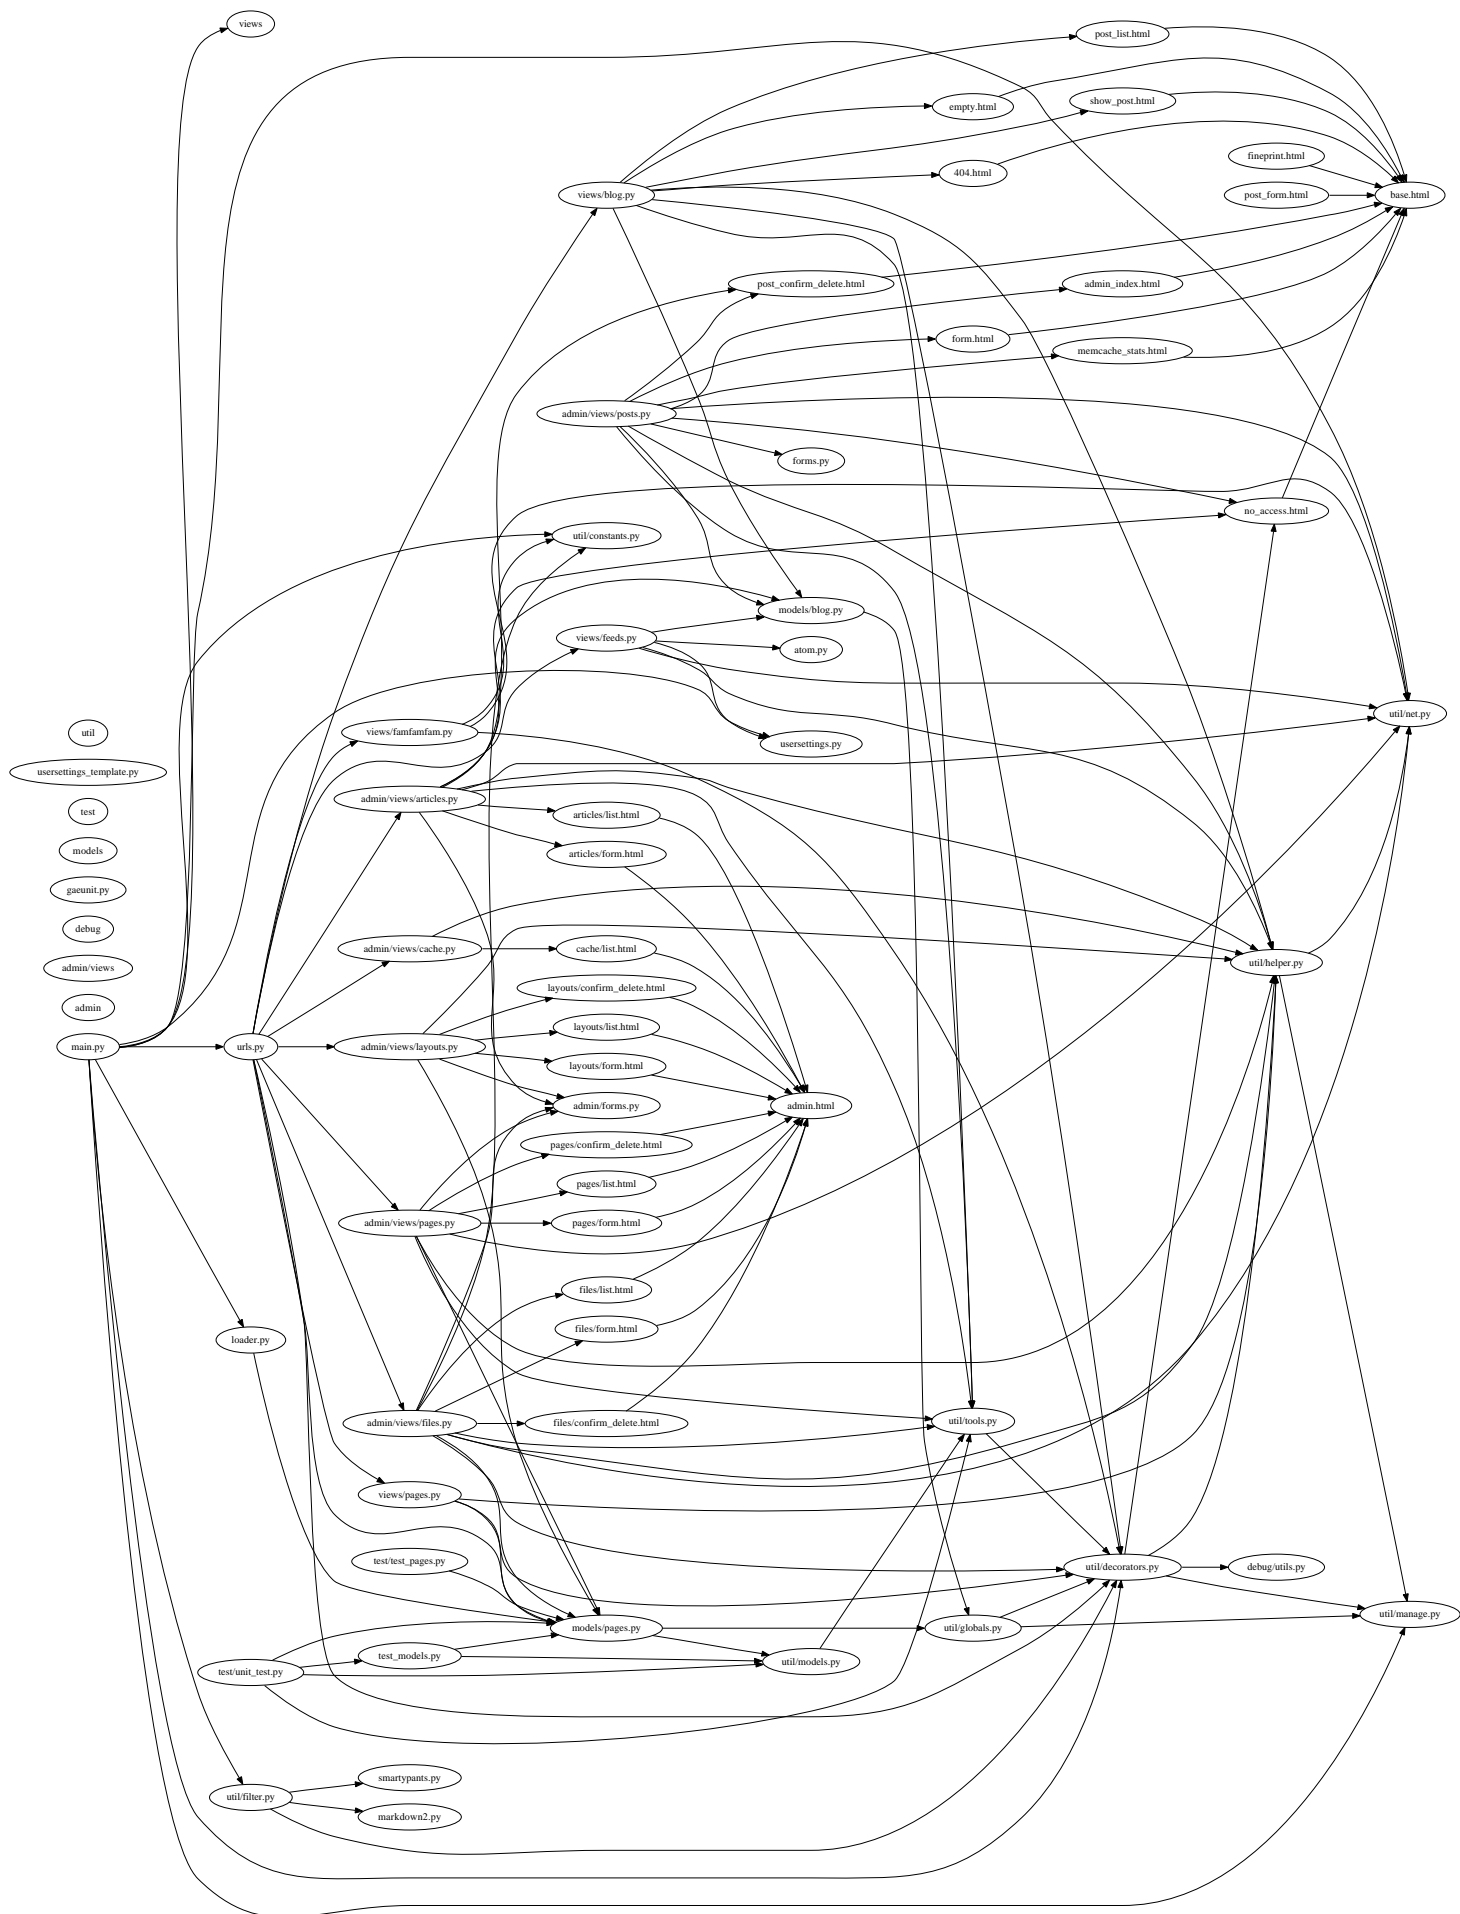 views
post_list.html
empty.html
show_post.html
fineprint.html
404.html
views/blog.py
post_form.html
base.html
post_confirm_delete.html
admin_index.html
form.html
memcache_stats.html
admin/views/posts.py
forms.py
no_access.html
util/constants.py
models/blog.py
views/feeds.py
atom.py
util/net.py
util
views/famfamfam.py
usersettings.py
usersettings_template.py
admin/views/articles.py
test
articles/list.html
models
articles/form.html
gaeunit.py
debug
admin/views/cache.py
cache/list.html
util/helper.py
admin/views
layouts/confirm_delete.html
admin
layouts/list.html
main.py
urls.py
admin/views/layouts.py
layouts/form.html
admin/forms.py
admin.html
pages/confirm_delete.html
pages/list.html
admin/views/pages.py
pages/form.html
files/list.html
files/form.html
loader.py
admin/views/files.py
files/confirm_delete.html
util/tools.py
views/pages.py
test/test_pages.py
util/decorators.py
debug/utils.py
util/manage.py
models/pages.py
util/globals.py
test_models.py
util/models.py
test/unit_test.py
smartypants.py
util/filter.py
markdown2.py